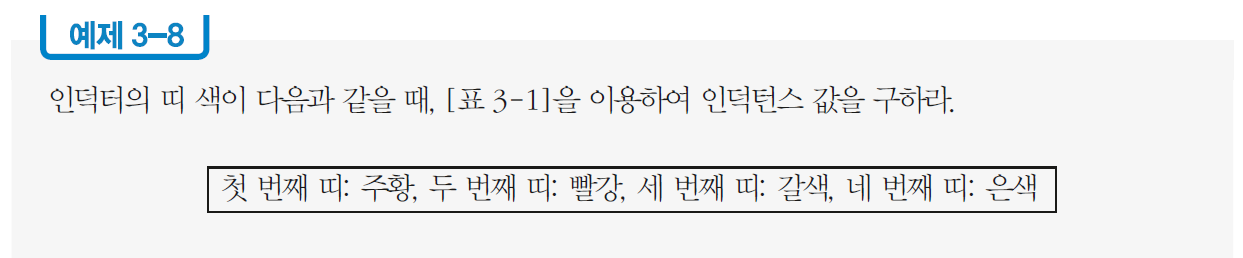 예제 3-8
인덕터의 띠 색이 다음과 같을 때, [표 3-1]을 이용하여 인덕턴스 값을 구하라.
첫 번째 띠: 주황, 두 번째 띠: 빨강, 세 번째 띠: 갈색, 네 번째 띠: 은색